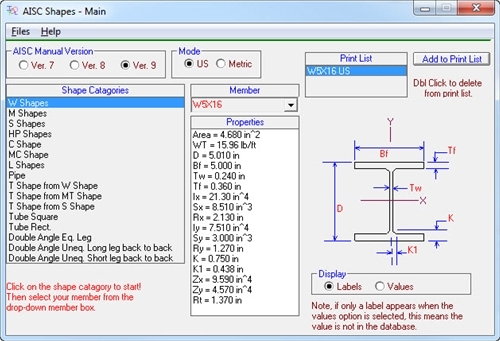 AISC Shapes - Main
Files Help
AISC Manual Version
Ver. 7 Ver. 8 Ver. 9
Mode
US Metric
Print List
W5X16 US
Add to Print List
Dbl Click to delete
from print list.
Shape Catagories
W Shapes
M Shapes
S Shapes
HP Shapes
C Shape
MC Shape
L Shapes
Pipe
T Shape from W Shape
T Shape from MT Shape
T Shape from S Shape
Tube Square
Tube Rect.
Double Angle Eq. Leg
Double Angle Uneq. Long leg back to back
Double Angle Uneq. Short leg back to back
Click on the shape catagory to start!
Then select your member from the
drop-down member box.
Member
W5X16
Properties
Area = 4.680 in^2
WT = 15.96 lb/ft
D = 5.010 in
Bf = 5.000 in
Tw = 0.240 in
Tf = 0.360 in
Ix = 21.30 in^4
Sx = 8.510 in^3
Rx = 2.130 in
Iy = 7.510 in^4
Sy = 3.000 in^3
Ry = 1.270 in
K = 0.750 in
K1 = 0.438 in
Zx = 9.590 in^4
Zy = 4.570 in^4
Rt = 1.370 in
Y
Bf
Tf
Tw
D
X
K
K1
Display
Labels Values
Note, if only a label appears when the
values option is selected, this means the
value is not in the database.